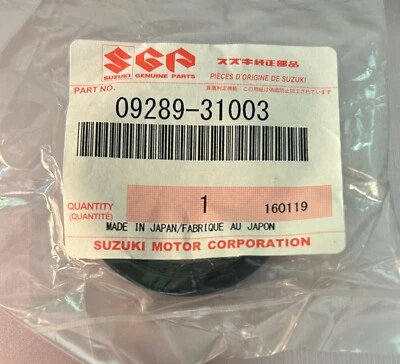 SGP
SUZUKI GENUINE PARTS
スズキ純正部品
PIÈCES D'ORIGINE DE SUZUKI
PART NO.
09289-31003
QUANTITY
(QUANTITÉ)
1
160119
MADE IN JAPAN/FABRIQUE AU JAPON
SUZUKI MOTOR CORPORATION